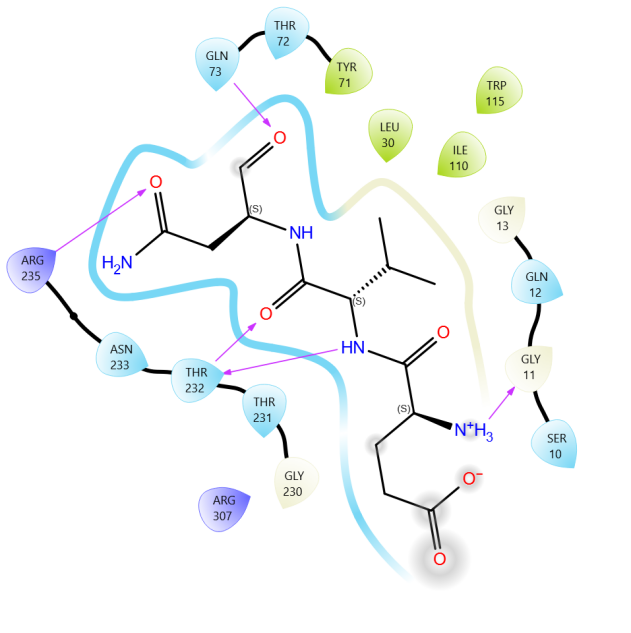 THR
72
GLN
73
TYR
71
TRP
115
LEU
30
ILE
110
O
O
(S)
NH
GLY
13
ARG
235
H₂N
GLN
12
O
(S)
ASN
233
HN
O
GLY
11
THR
232
THR
231
(S)
N⁺H₃
SER
10
GLY
230
O⁻
ARG
307
O